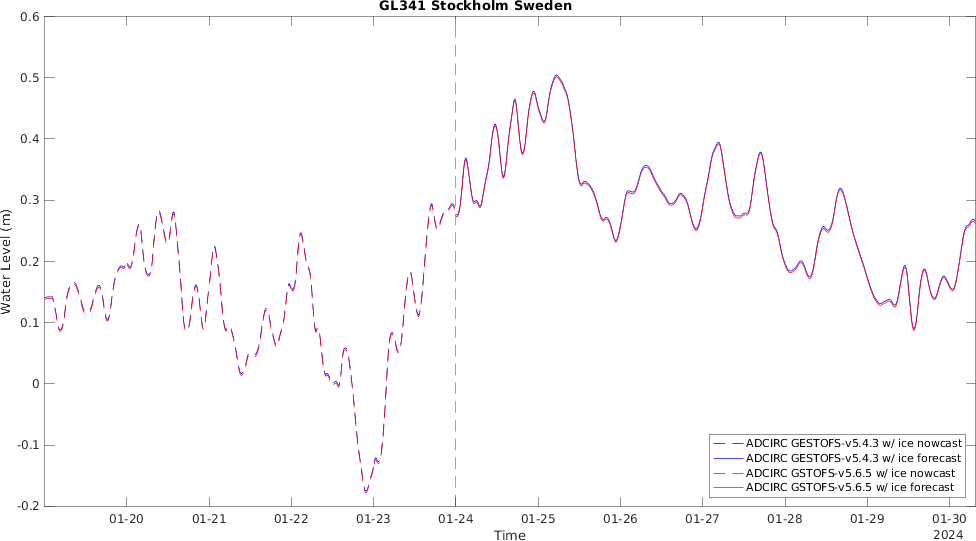 GL341 Stockholm Sweden
0.6
0.5
0.4
0.3
0.2
0.1
0
-0.1
-0.2
Water Level (m)
ADCIRC GESTOFS-v5.4.3 w/ ice nowcast
ADCIRC GESTOFS-v5.4.3 w/ ice forecast
ADCIRC GSTOFS-v5.6.5 w/ ice nowcast
ADCIRC GSTOFS-v5.6.5 w/ ice forecast
01-20 01-21 01-22 01-23 01-24 01-25 01-26 01-27 01-28 01-29 01-30
Time
2024